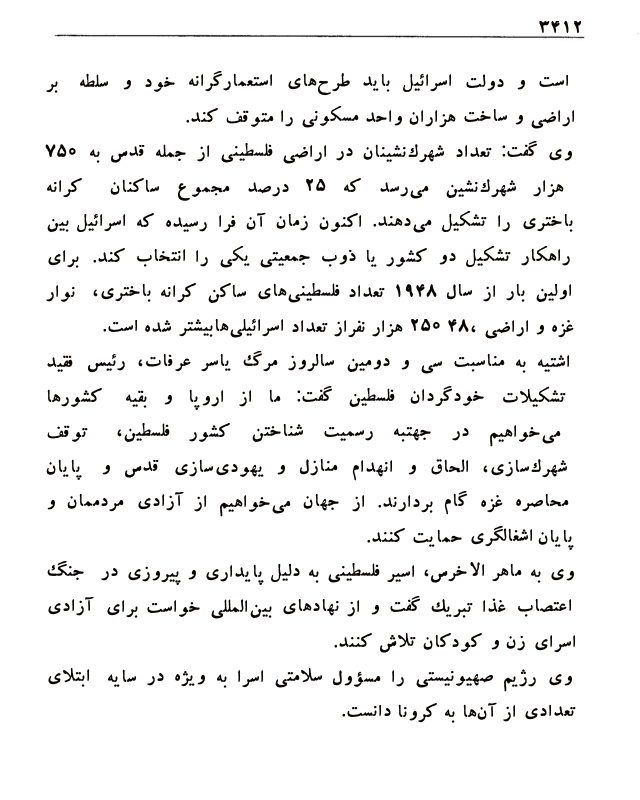 ۳۴۱۲
است و دولت اسرائیل باید طرح‌های استعمارگرانه خود و سلطه بر
اراضی و ساخت هزاران واحد مسکونی را متوقف کند.
وی گفت: تعداد شهرك‌نشینان در اراضی فلسطینی از جمله قدس به ۷۵۰
هزار شهرك‌نشین می‌رسد که ۲۵ درصد مجموع ساکنان کرانه
باختری را تشکیل می‌دهند. اکنون زمان آن فرا رسیده که اسرائیل بین
راهکار تشکیل دو کشور یا ذوب جمعیتی یکی را انتخاب کند. برای
اولین بار از سال ۱۹۴۸ تعداد فلسطینی‌های ساکن کرانه باختری، نوار
غزه و اراضی ۴۸، ۲۵۰ هزار نفراز تعداد اسرائیلی‌هابیشتر شده است.
اشتیه به مناسبت سی و دومین سالروز مرگ یاسر عرفات، رئیس فقید
تشکیلات خودگردان فلسطین گفت: ما از اروپا و بقیه کشورها
می‌خواهیم در جهتبه رسمیت شناختن کشور فلسطین، توقف
شهرك‌سازی، الحاق و انهدام منازل و یهودی‌سازی قدس و پایان
محاصره غزه گام بردارند. از جهان می‌خواهیم از آزادی مردممان و
پایان اشغالگری حمایت کنند.
وی به ماهر الأخرس، اسیر فلسطینی به دلیل پایداری و پیروزی در جنگ
اعتصاب غذا تبریك گفت و از نهادهای بین‌المللی خواست برای آزادی
اسرای زن و کودکان تلاش کنند.
وی رژیم صهیونیستی را مسؤول سلامتی اسرا به ویژه در سایه ابتلای
تعدادی از آن‌ها به کرونا دانست.